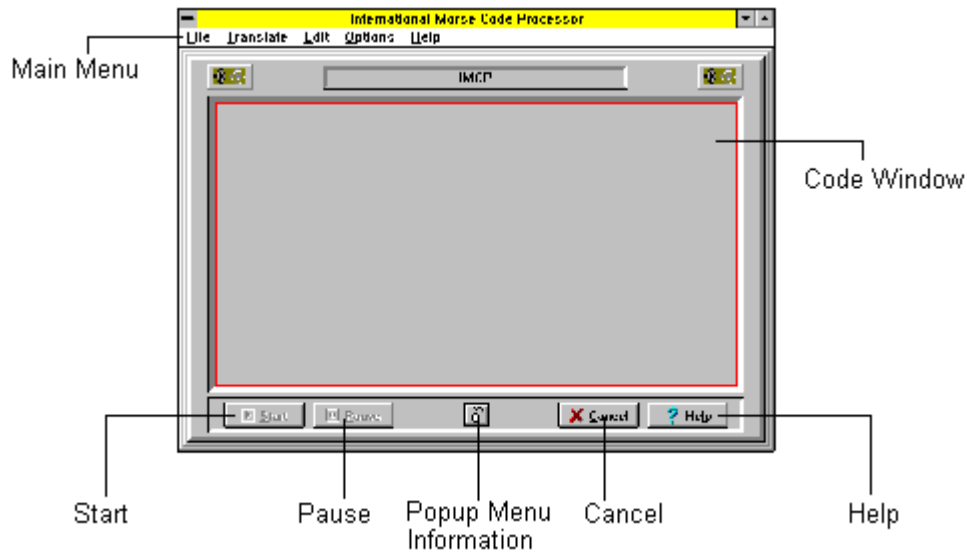 International Morse Code Processor
File Translate Edit Options Help
Main Menu
IMCP
Code Window
Start Pause Cancel Help
Start Pause Popup Menu Cancel Help
Information